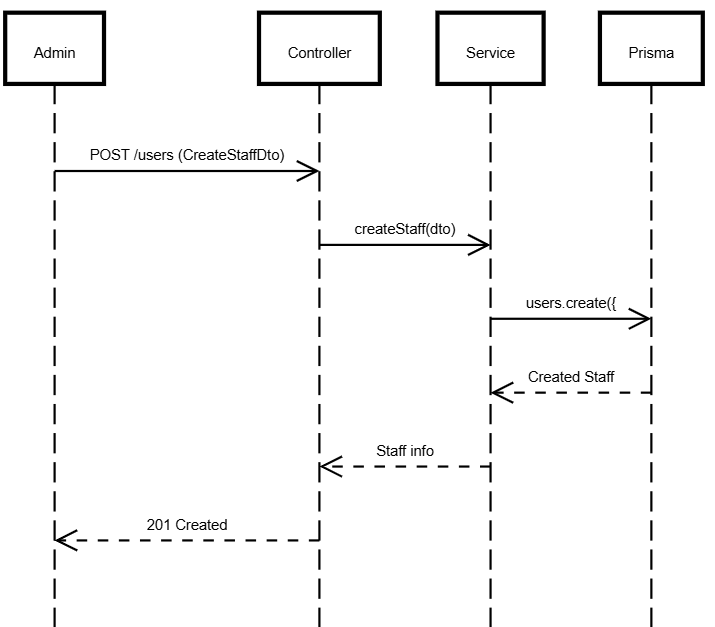 Admin
Controller
Service
Prisma
POST /users (CreateStaffDto)
createStaff(dto)
users.create({
Created Staff
Staff info
201 Created